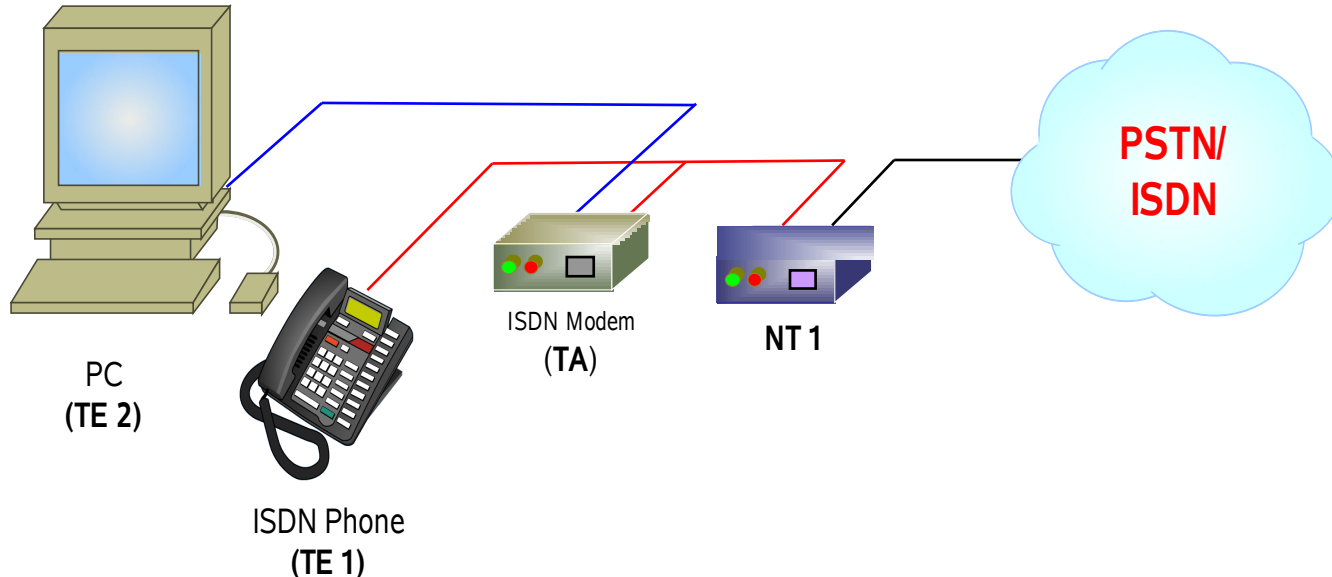 PSTN/
ISDN
ISDN Modem
(TA)
NT 1
PC
(TE 2)
ISDN Phone
(TE 1)